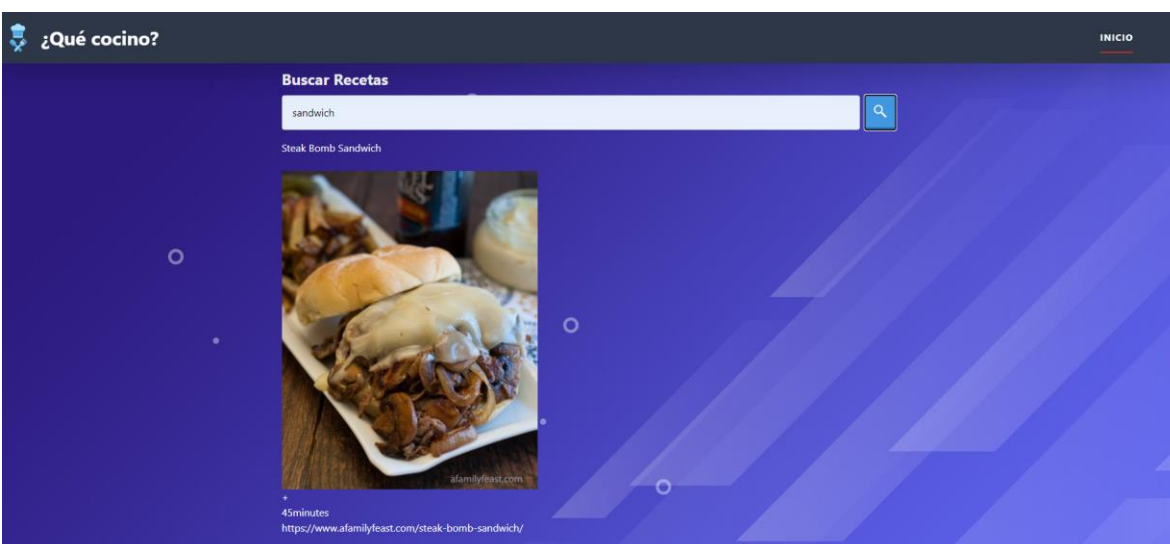 ¿Qué cocino?
INICIO
Buscar Recetas
sandwich
Steak Bomb Sandwich
afamilyfeast.com
+
45minutes
https://www.afamilyfeast.com/steak-bomb-sandwich/